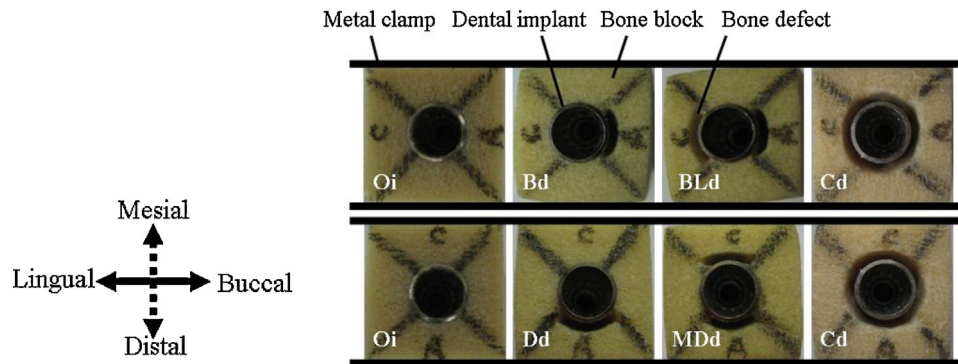 Metal clamp Dental implant Bone block Bone defect
C
C
C
Oi Bd BLd Cd
Mesial
Lingual Buccal
Distal
C C C
A A
Oi Dd MDd Cd